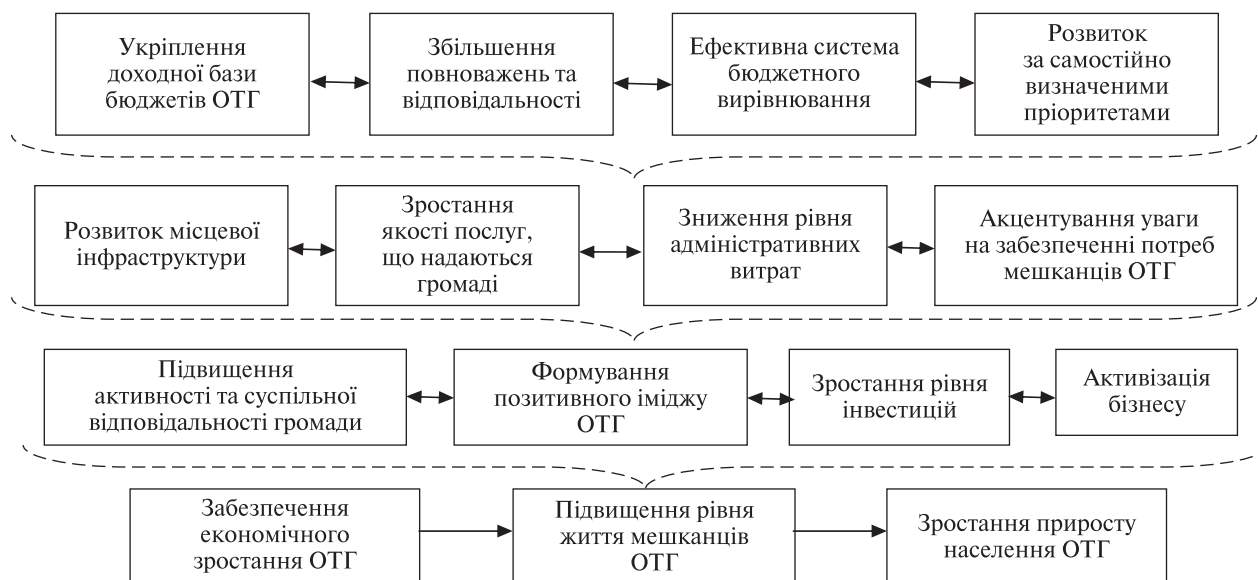 Укріплення
доходної бази
бюджетів ОТГ
Збільшення
повноважень та
відповідальності
Ефективна система
бюджетного
вирівнювання
Розвиток
за самостійно
визначеними
пріоритетами
Розвиток місцевої
інфраструктури
Зростання
якості послуг,
що надаються
громаді
Зниження рівня
адміністративних
витрат
Акцентування уваги
на забезпеченні потреб
мешканців ОТГ
Підвищення
активності та суспільної
відповідальності громади
Формування
позитивного іміджу
ОТГ
Зростання рівня
інвестицій
Активізація
бізнесу
Забезпечення
економічного
зростання ОТГ
Підвищення рівня
життя мешканців
ОТГ
Зростання приросту
населення ОТГ